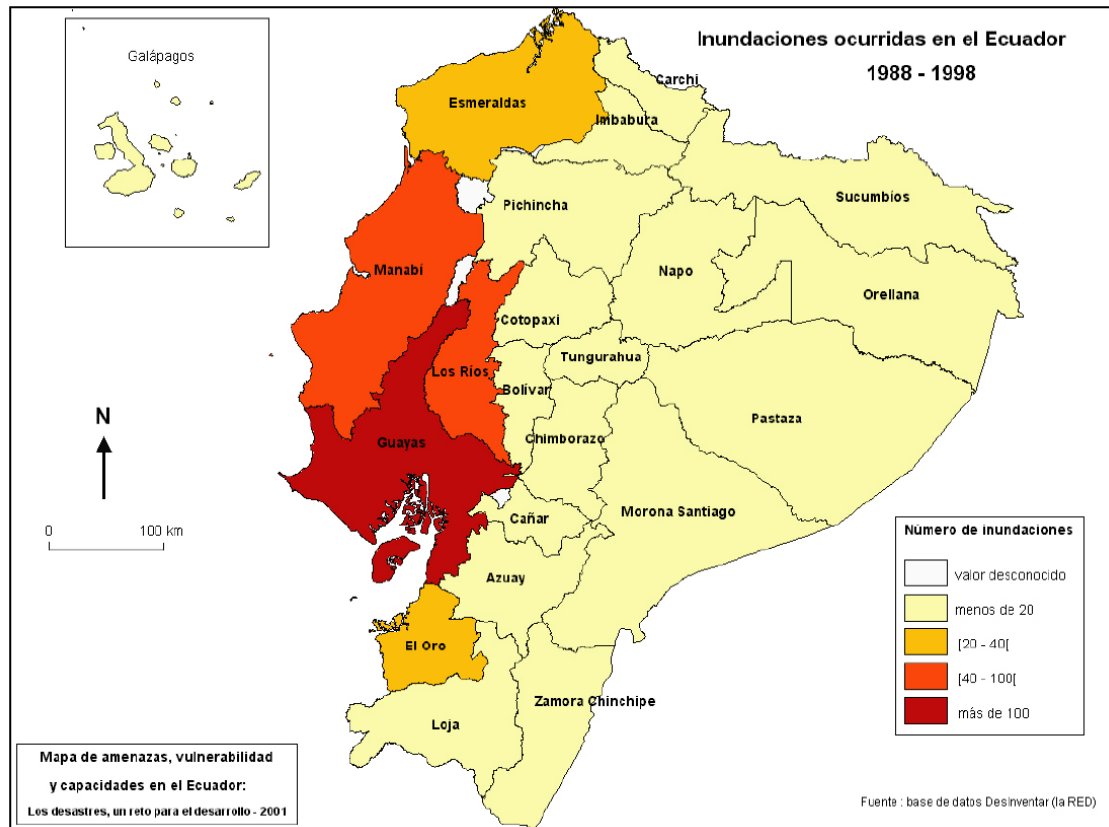 Inundaciones ocurridas en el Ecuador
1988 - 1998
Galápagos
Carchi
Esmeraldas
Imbabura
Sucumbíos
Pichincha
Manabí
Napo
Orellana
Cotopaxi
Tungurahua
Los Ríos
Bolívar
Pastaza
Chimborazo
Guayas
N
0 100 km
Morona Santiago
Cañar
Azuay
El Oro
Zamora Chinchipe
Loja
Número de inundaciones
valor desconocido
menos de 20
[20 - 40[
[40 - 100[
más de 100
Mapa de amenazas, vulnerabilidad
y capacidades en el Ecuador:
Los desastres, un reto para el desarrollo - 2001
Fuente : base de datos Desinventar (la RED)